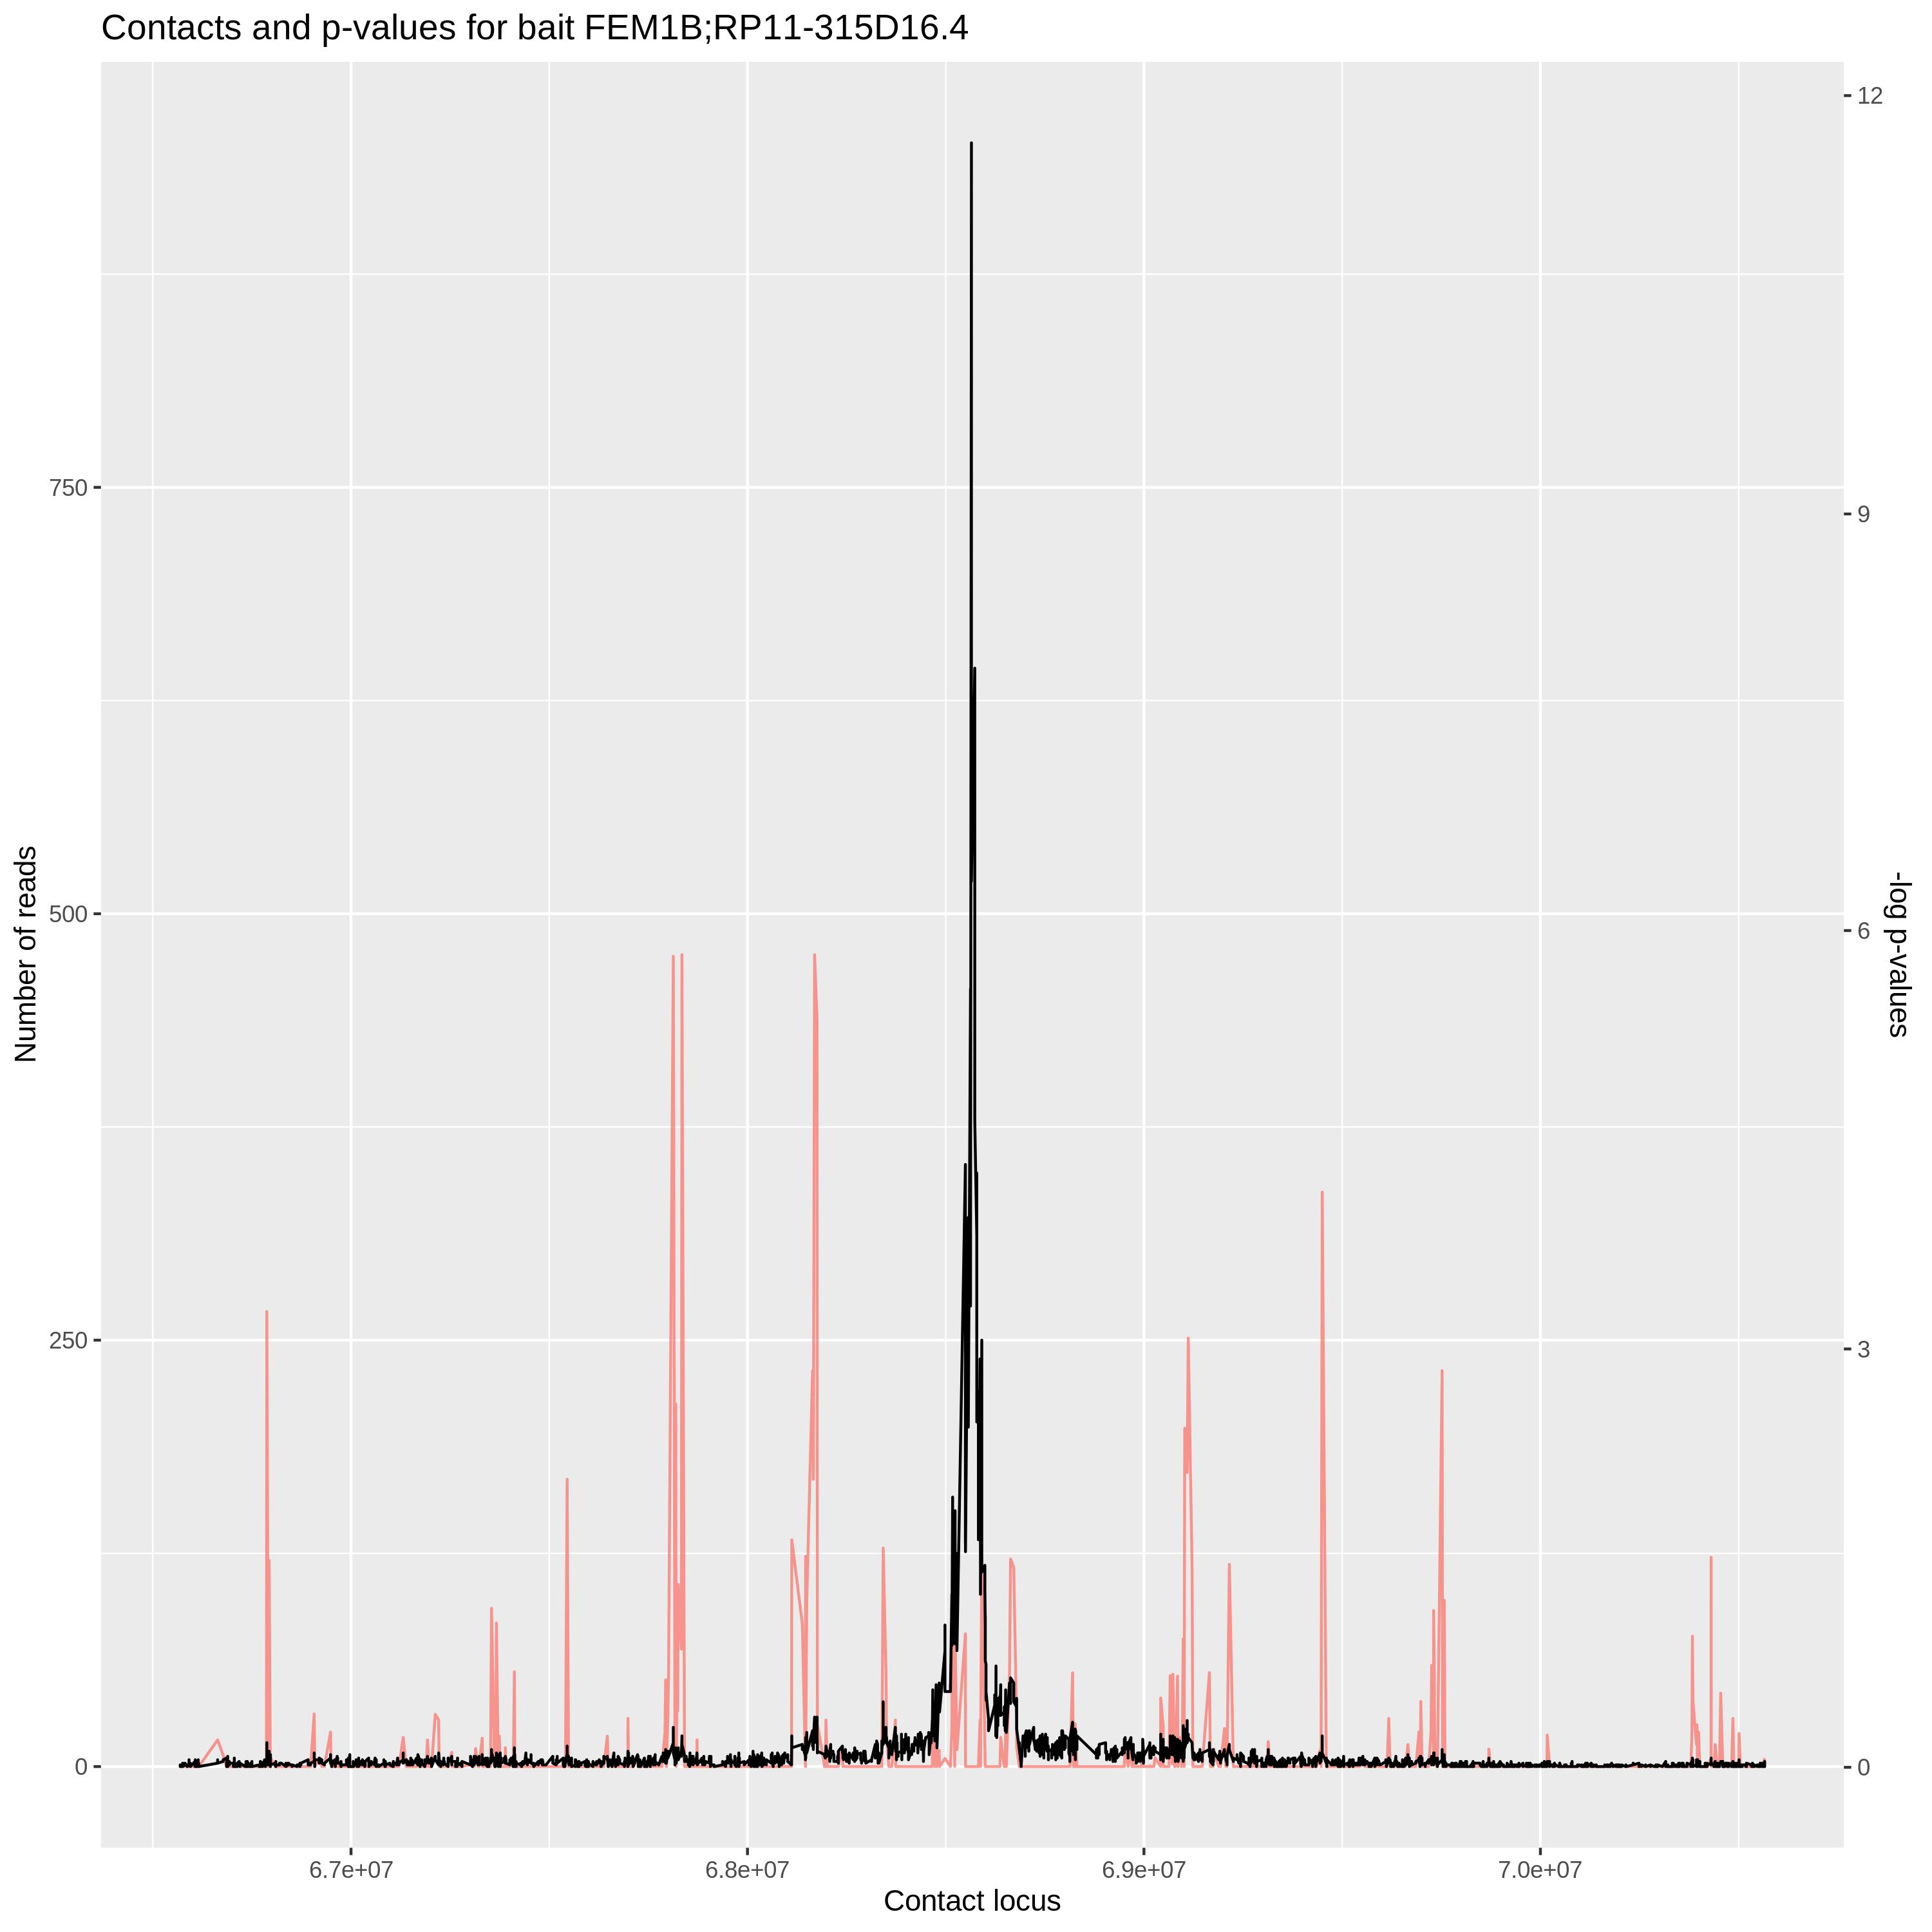 Contacts and p-values for bait FEM1B;RP11-315D16.4
12
750
9
Number of reads
500
6
-log p-values
250
3
0
0
6.7e+07
6.8e+07
6.9e+07
7.0e+07
Contact locus